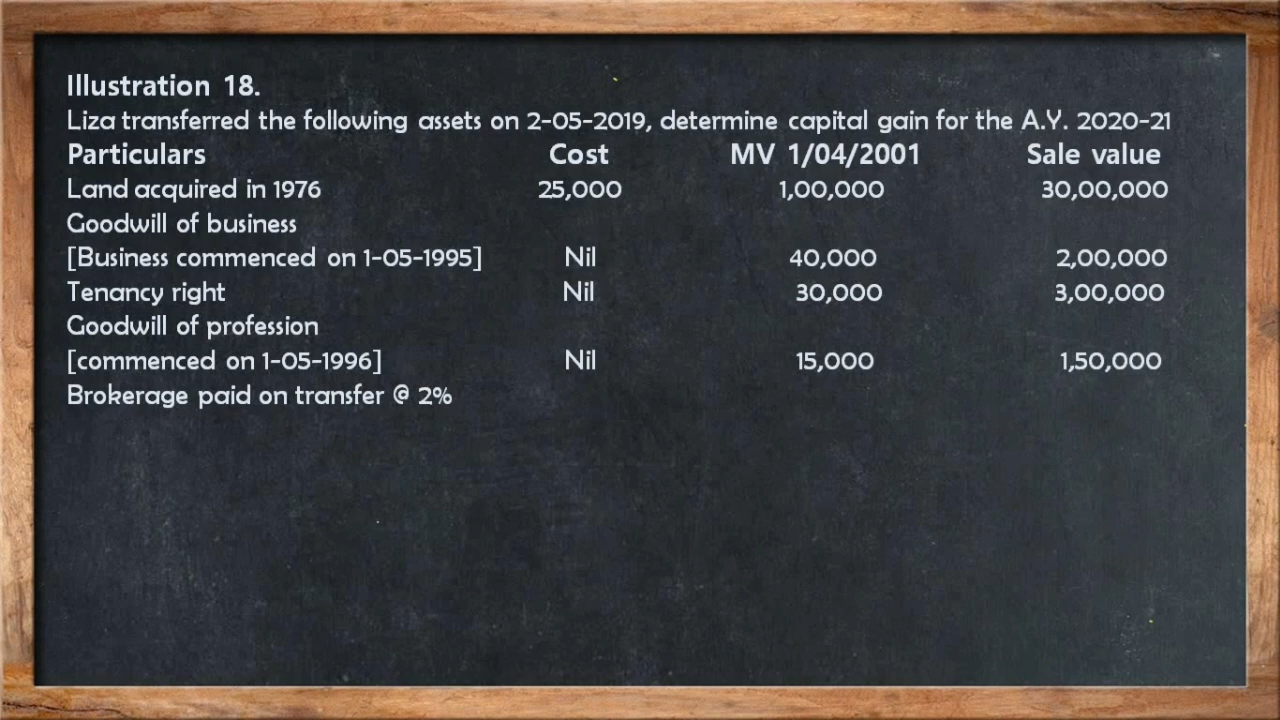 Illustration 18.
Liza transferred the following assets on 2-05-2019, determine capital gain for the A.Y. 2020-21
Particulars Cost MV 1/04/2001 Sale value
Land acquired in 1976 25,000 1,00,000 30,00,000
Goodwill of business
[Business commenced on 1-05-1995] Nil 40,000 2,00,000
Tenancy right Nil 30,000 3,00,000
Goodwill of profession
[commenced on 1-05-1996] Nil 15,000 1,50,000
Brokerage paid on transfer @ 2%